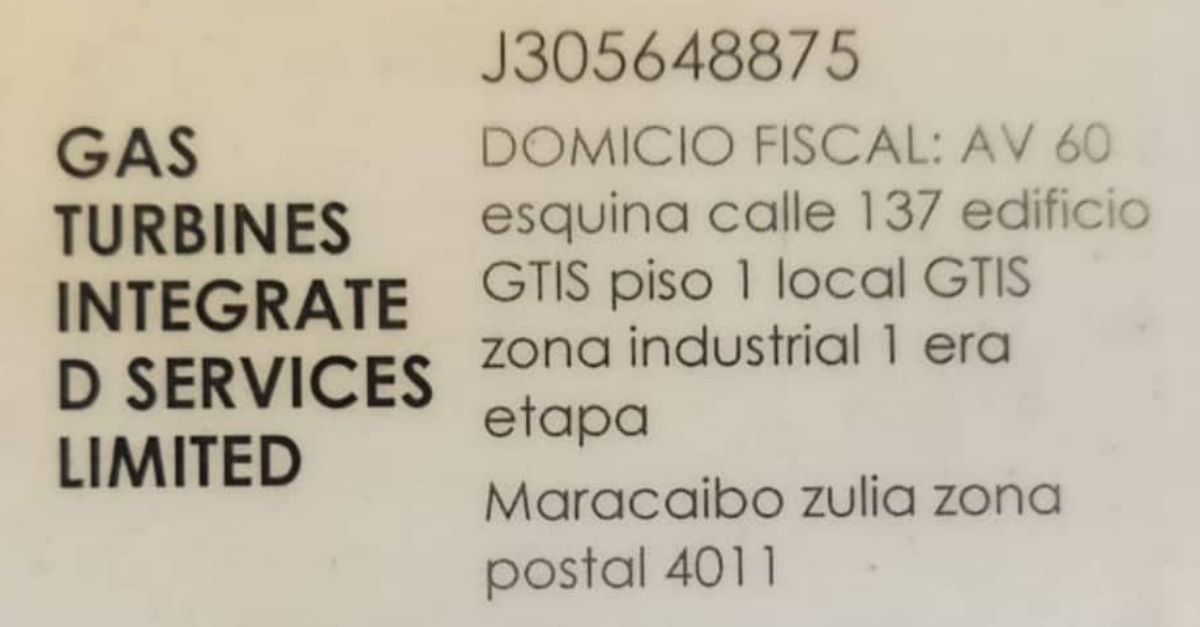 GAS
TURBINES
INTEGRATE
D SERVICES
LIMITED
J305648875
DOMICIO FISCAL: AV 60
esquina calle 137 edificio
GTIS piso 1 local GTIS
zona industrial 1 era
etapa
Maracaibo zulia zona
postal 4011